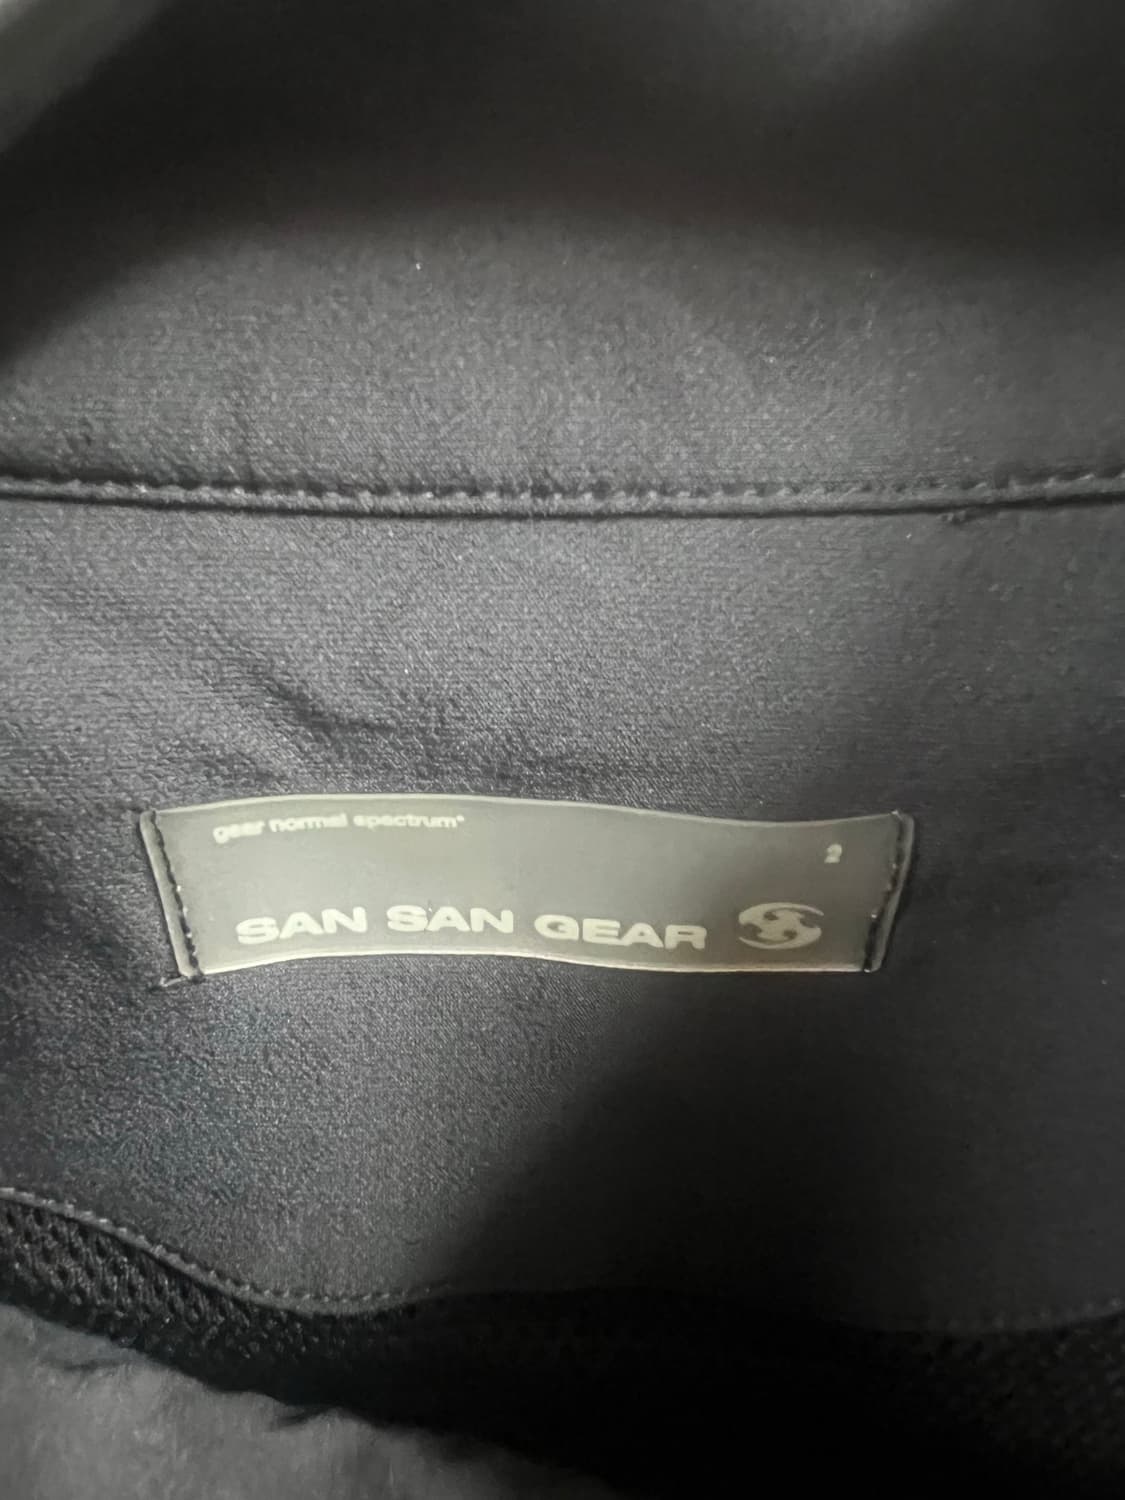 gear normal spectrum*
2
SAN SAN GEAR